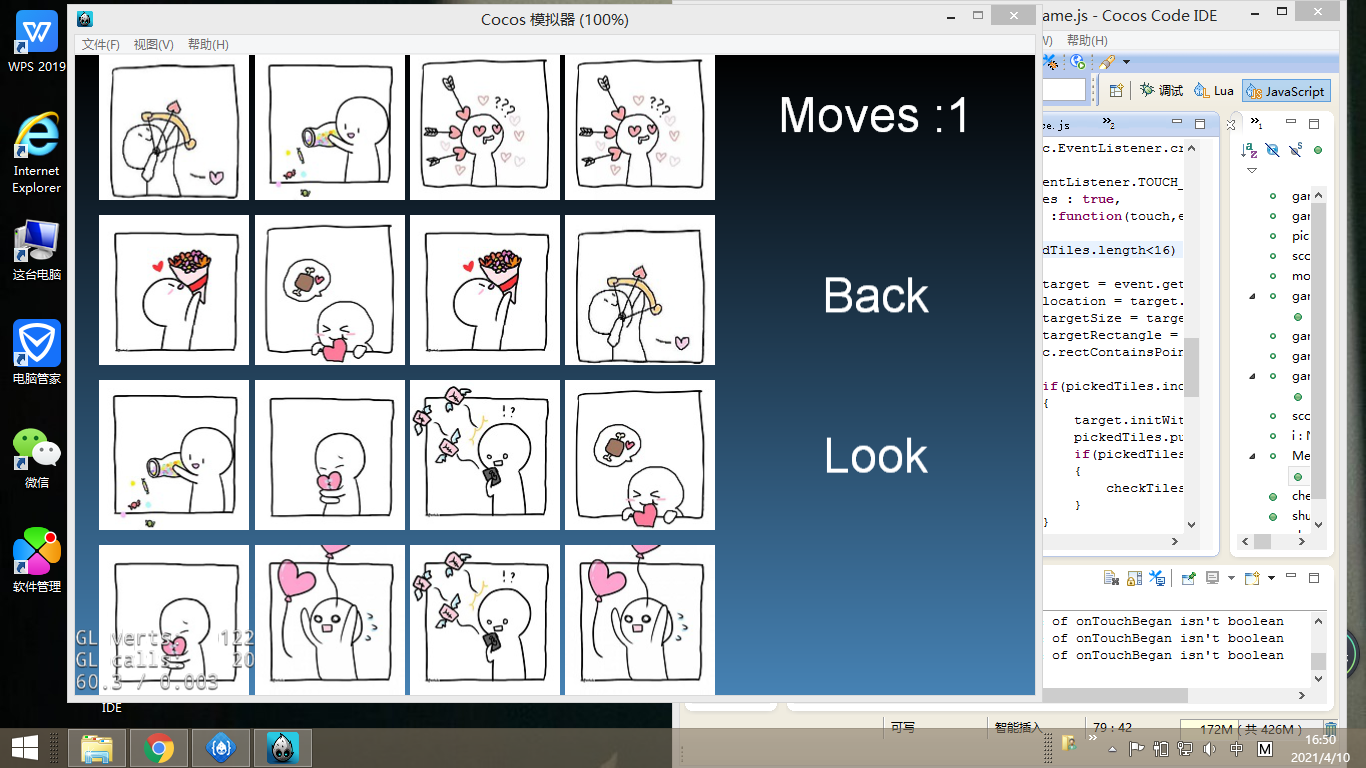 Cocos 模拟器 (100%)
文件(F) 视图(V) 帮助(H)
Moves :1
Back
Look
???
???
!?
!?
GL verts: 122
GL calls: 20
60.3 / 0.003
WPS 2019
Internet
Explorer
这台电脑
电脑管家
微信
软件管理
IDE
ame.js - Cocos Code IDE
V) 帮助(H)
调试 Lua JavaScript
c.EventListener.cr
entListener.TOUCH_
es : true,
:function(touch,e
dTiles.length<16)
target = event.get
location = target.
targetSize = targe
targetRectangle =
c.rectContainsPoin
if(pickedTiles.ind
{
target.initWit
pickedTiles.pu
if(pickedTiles
{
checkTiles
}
}
gar
gar
pic
scc
mo
gar
gar
gar
gar
scc
i : N
Me
che
shu
of onTouchBegan isn't boolean
of onTouchBegan isn't boolean
of onTouchBegan isn't boolean
可写 智能插入 79 : 42 172M ( 共 426M )
中 M
16:50
2021/4/10